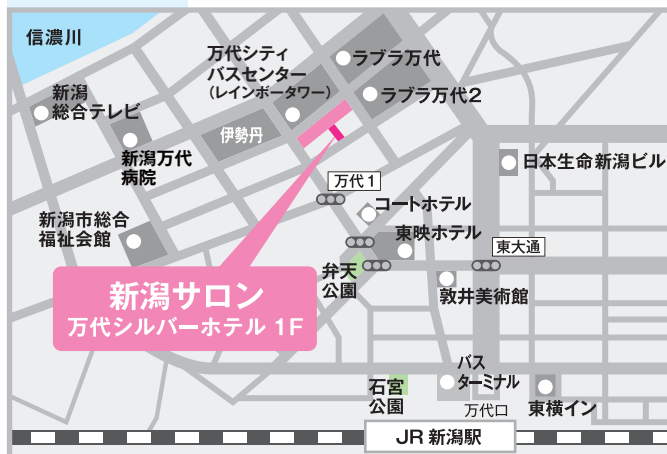 信濃川
万代シティ
バスセンター
(レインボータワー)
ラブラ万代
ラブラ万代2
新潟
総合テレビ
伊勢丹
新潟万代
病院
日本生命新潟ビル
万代1
コートホテル
新潟市総合
福祉会館
東映ホテル
東大通
弁天
公園
敦井美術館
新潟サロン
万代シルバーホテル 1F
バス
ターミナル
石宮
公園
万代口
東横イン
JR 新潟駅